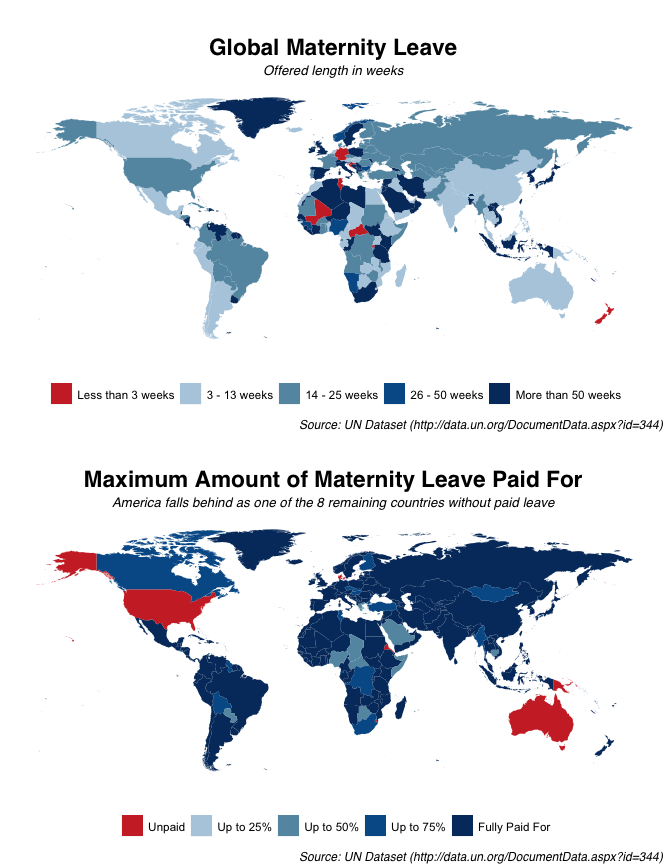 Global Maternity Leave
Offered length in weeks
Less than 3 weeks 3 - 13 weeks 14 - 25 weeks 26 - 50 weeks More than 50 weeks
Source: UN Dataset (http://data.un.org/DocumentData.aspx?id=344)
Maximum Amount of Maternity Leave Paid For
America falls behind as one of the 8 remaining countries without paid leave
Unpaid Up to 25% Up to 50% Up to 75% Fully Paid For
Source: UN Dataset (http://data.un.org/DocumentData.aspx?id=344)